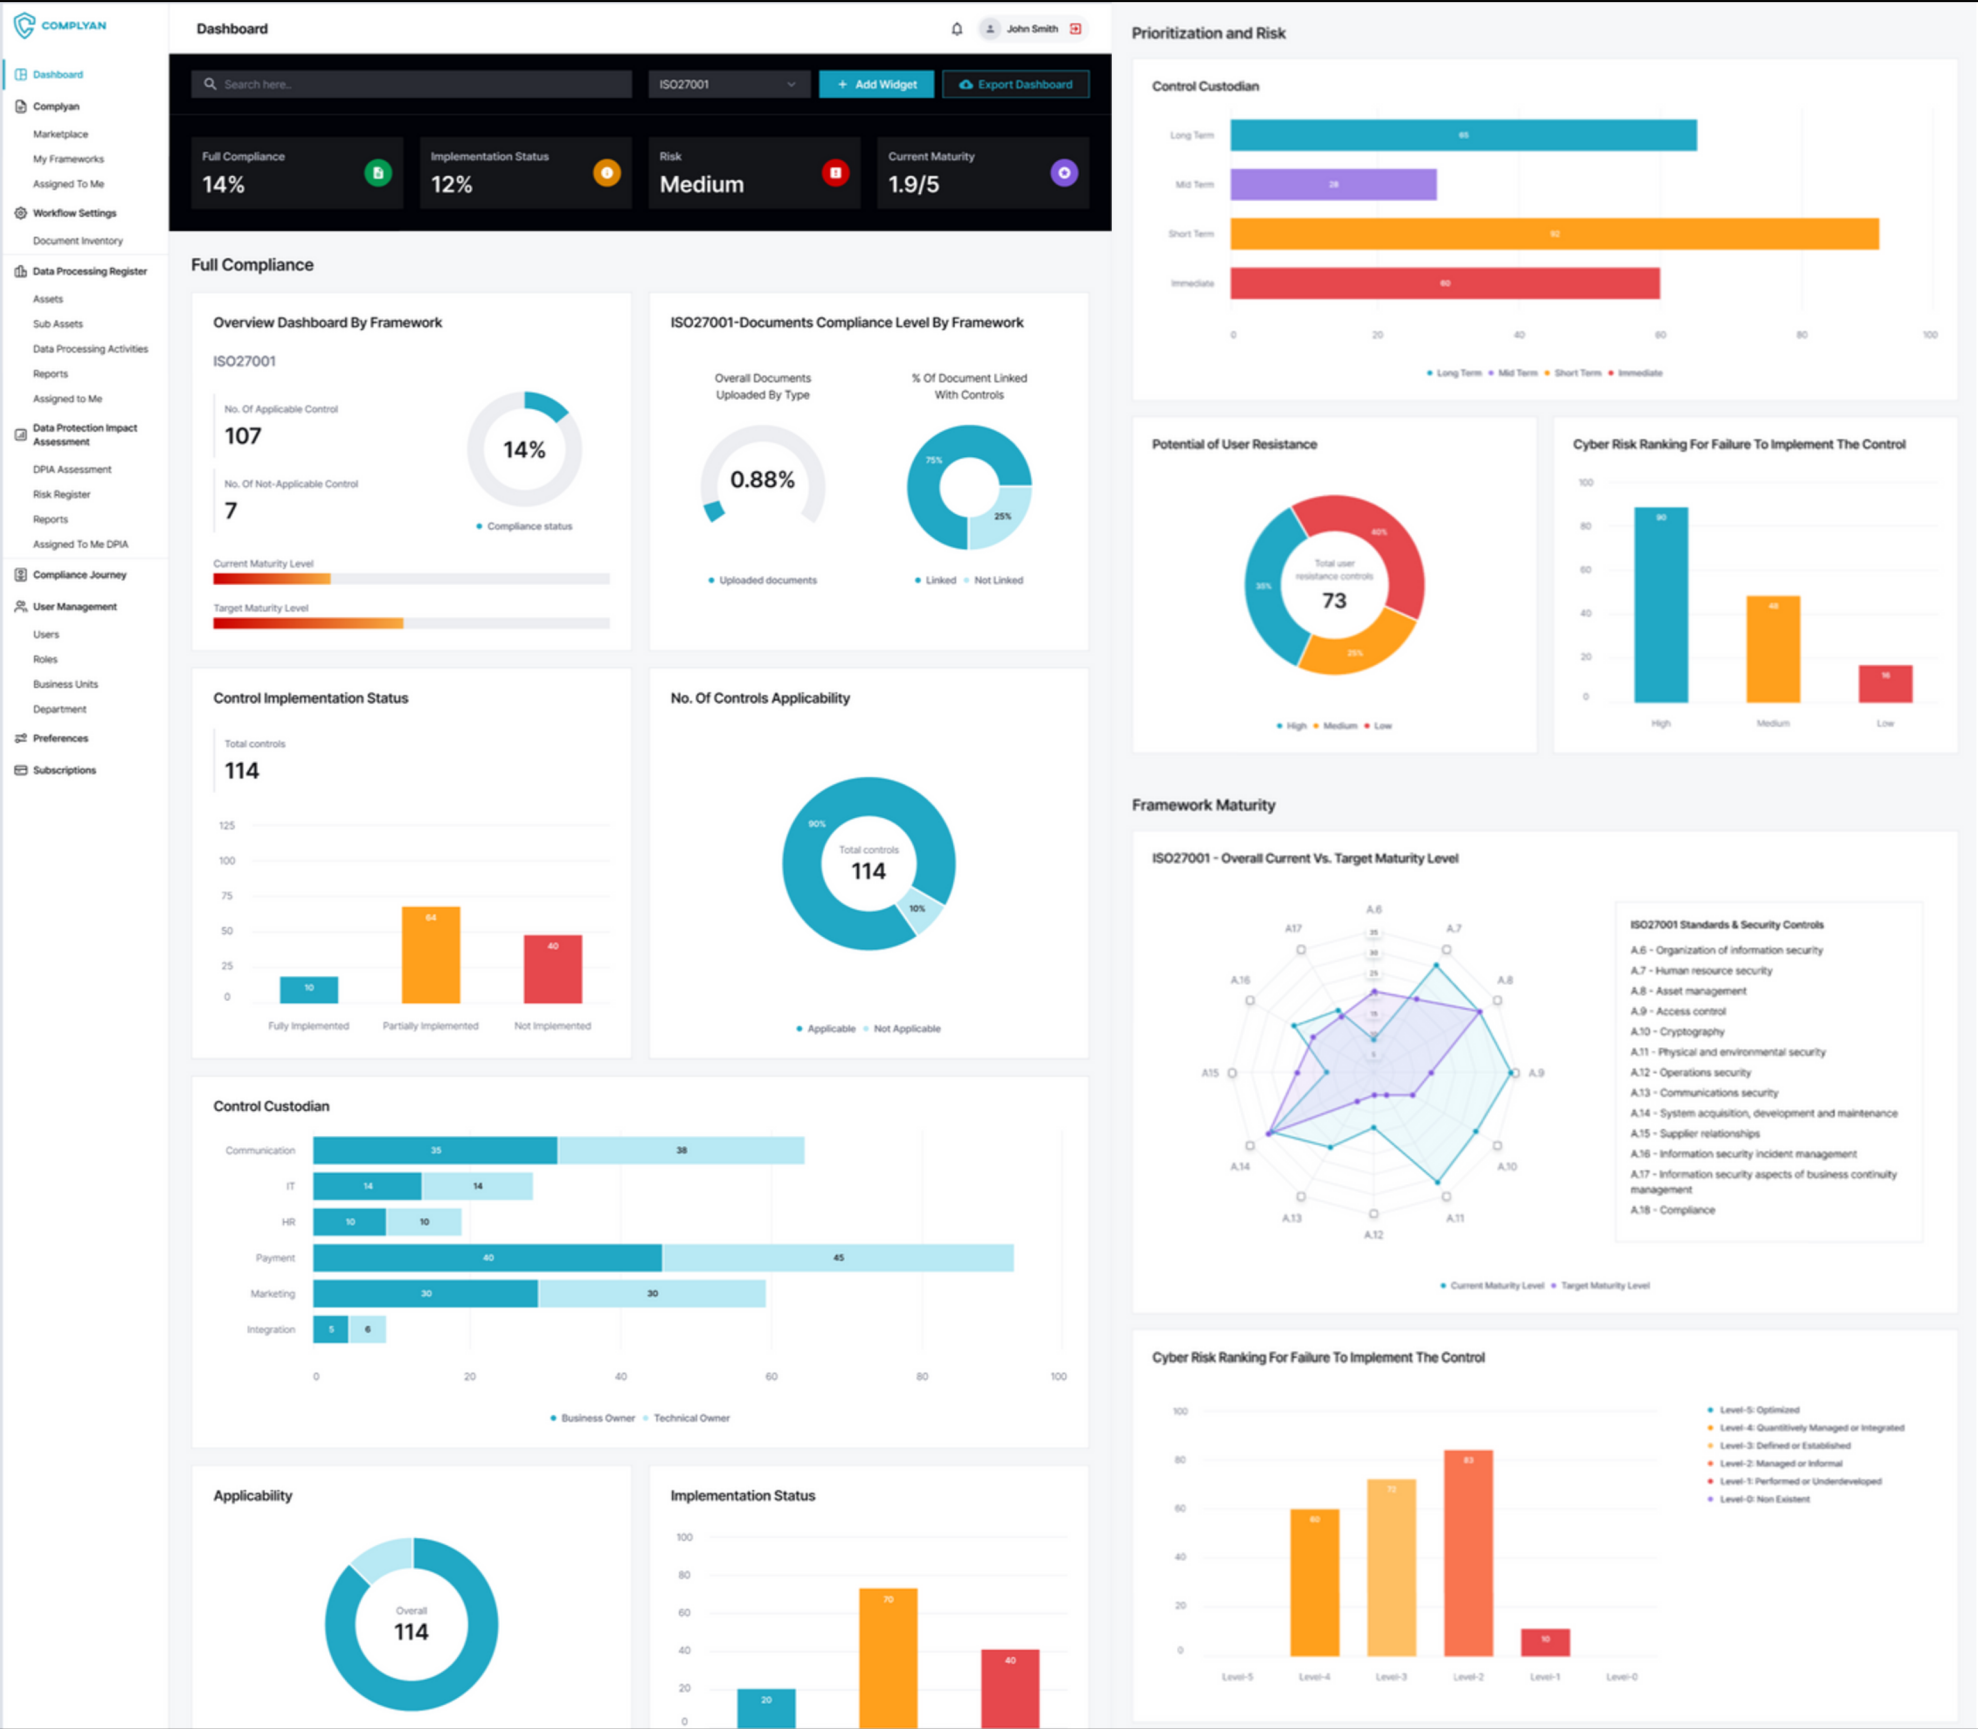 COMPLYAN
Dashboard
Complyan
Marketplace
My Frameworks
Assigned To Me
Workflow Settings
Document Inventory
Data Processing Register
Assets
Sub Assets
Data Processing Activities
Reports
Assigned to Me
Data Protection Impact
Assessment
DPIA Assessment
Risk Register
Reports
Assigned To Me DPIA
Compliance Journey
User Management
Users
Roles
Business Units
Department
Preferences
Subscriptions
Dashboard
John Smith
Search here..
ISO27001
+ Add Widget
Export Dashboard
Full Compliance
14%
Implementation Status
12%
Risk
Medium
Current Maturity
1.9/5
Full Compliance
Overview Dashboard By Framework
ISO27001
No. Of Applicable Control
107
No. Of Not-Applicable Control
7
14%
Compliance status
Current Maturity Level
Target Maturity Level
ISO27001-Documents Compliance Level By Framework
Overall Documents
Uploaded By Type
0.88%
Uploaded documents
% Of Document Linked
With Controls
75%
25%
Linked Not Linked
Control Implementation Status
Total controls
114
125
100
75
50
25
0
10
64
40
Fully Implemented Partially Implemented Not Implemented
No. Of Controls Applicability
90%
Total controls
114
10%
Applicable Not Applicable
Control Custodian
Communication 35 38
IT 14 14
HR 10 10
Payment 40 45
Marketing 30 30
Integration 5 6
0 20 40 60 80 100
Business Owner Technical Owner
Applicability
Overall
114
Implementation Status
100
80
60
40
20
0
20
70
40
Prioritization and Risk
Control Custodian
Long Term 65
Mid Term 28
Short Term 92
Immediate 60
0 20 40 60 80 100
Long Term Mid Term Short Term Immediate
Potential of User Resistance
40%
35%
25%
Total user
resistance controls
73
High Medium Low
Cyber Risk Ranking For Failure To Implement The Control
100
80
60
40
20
0
90
48
16
High Medium Low
Framework Maturity
ISO27001 - Overall Current Vs. Target Maturity Level
A.6
A.7
A.8
A.9
A.10
A.11
A.12
A.13
A.14
A15
A.16
A17
35
30
25
15
10
5
ISO27001 Standards & Security Controls
A.6 - Organization of information security
A.7 - Human resource security
A.8 - Asset management
A.9 - Access control
A.10 - Cryptography
A.11 - Physical and environmental security
A.12 - Operations security
A.13 - Communications security
A.14 - System acquisition, development and maintenance
A.15 - Supplier relationships
A.16 - Information security incident management
A.17 - Information security aspects of business continuity
management
A.18 - Compliance
Current Maturity Level Target Maturity Level
Cyber Risk Ranking For Failure To Implement The Control
100
80
60
40
20
0
60
70
83
10
Level-5 Level-4 Level-3 Level-2 Level-1 Level-0
Level-5: Optimized
Level-4: Quantitively Managed or Integrated
Level-3: Defined or Established
Level-2: Managed or Informal
Level-1: Performed or Underdeveloped
Level-0: Non Existent